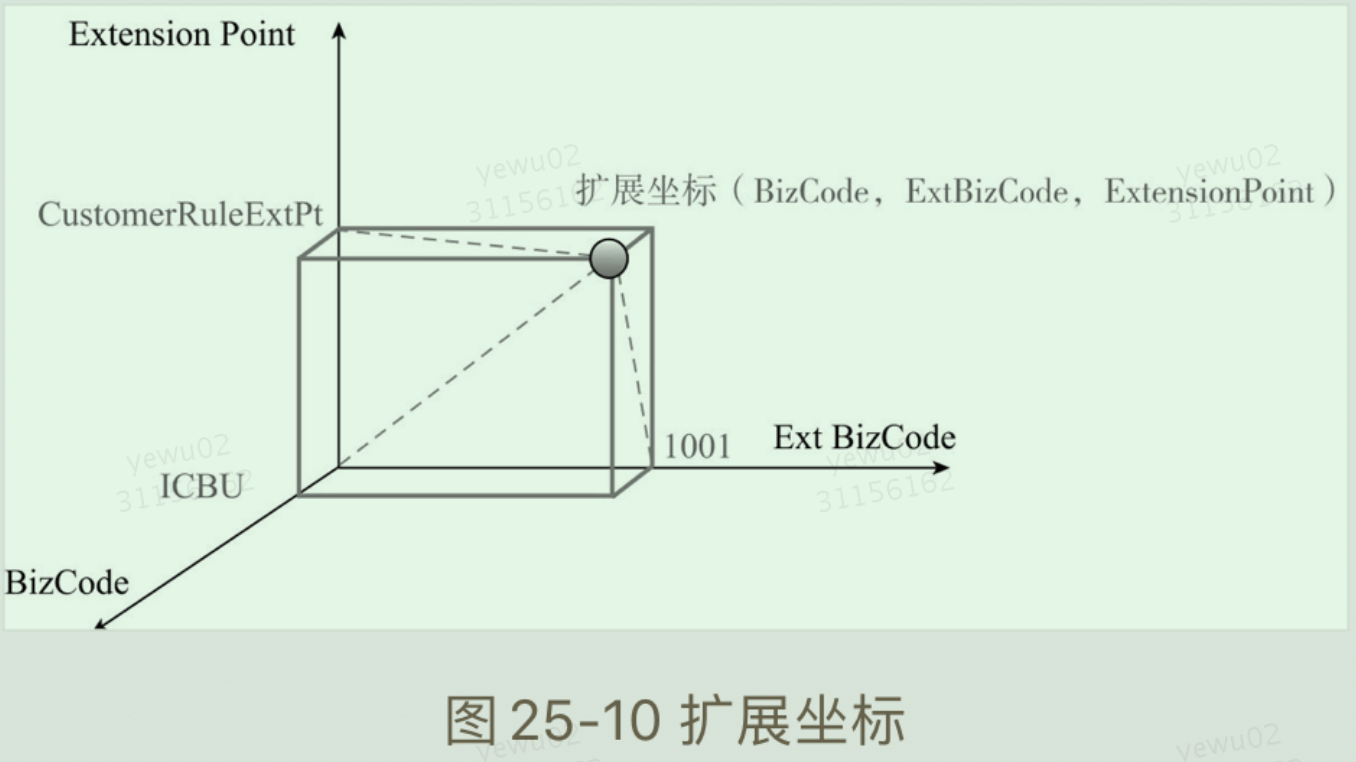 Extension Point
yewu02
31156162
yewu02
31156162
扩展坐标（BizCode，ExtBizCode，ExtensionPoint）
CustomerRuleExtPt
1001
Ext BizCode
yewu02
31156162
yewu02
31156162
ICBU
BizCode
图 25-10 扩展坐标
yewu02
yewu02